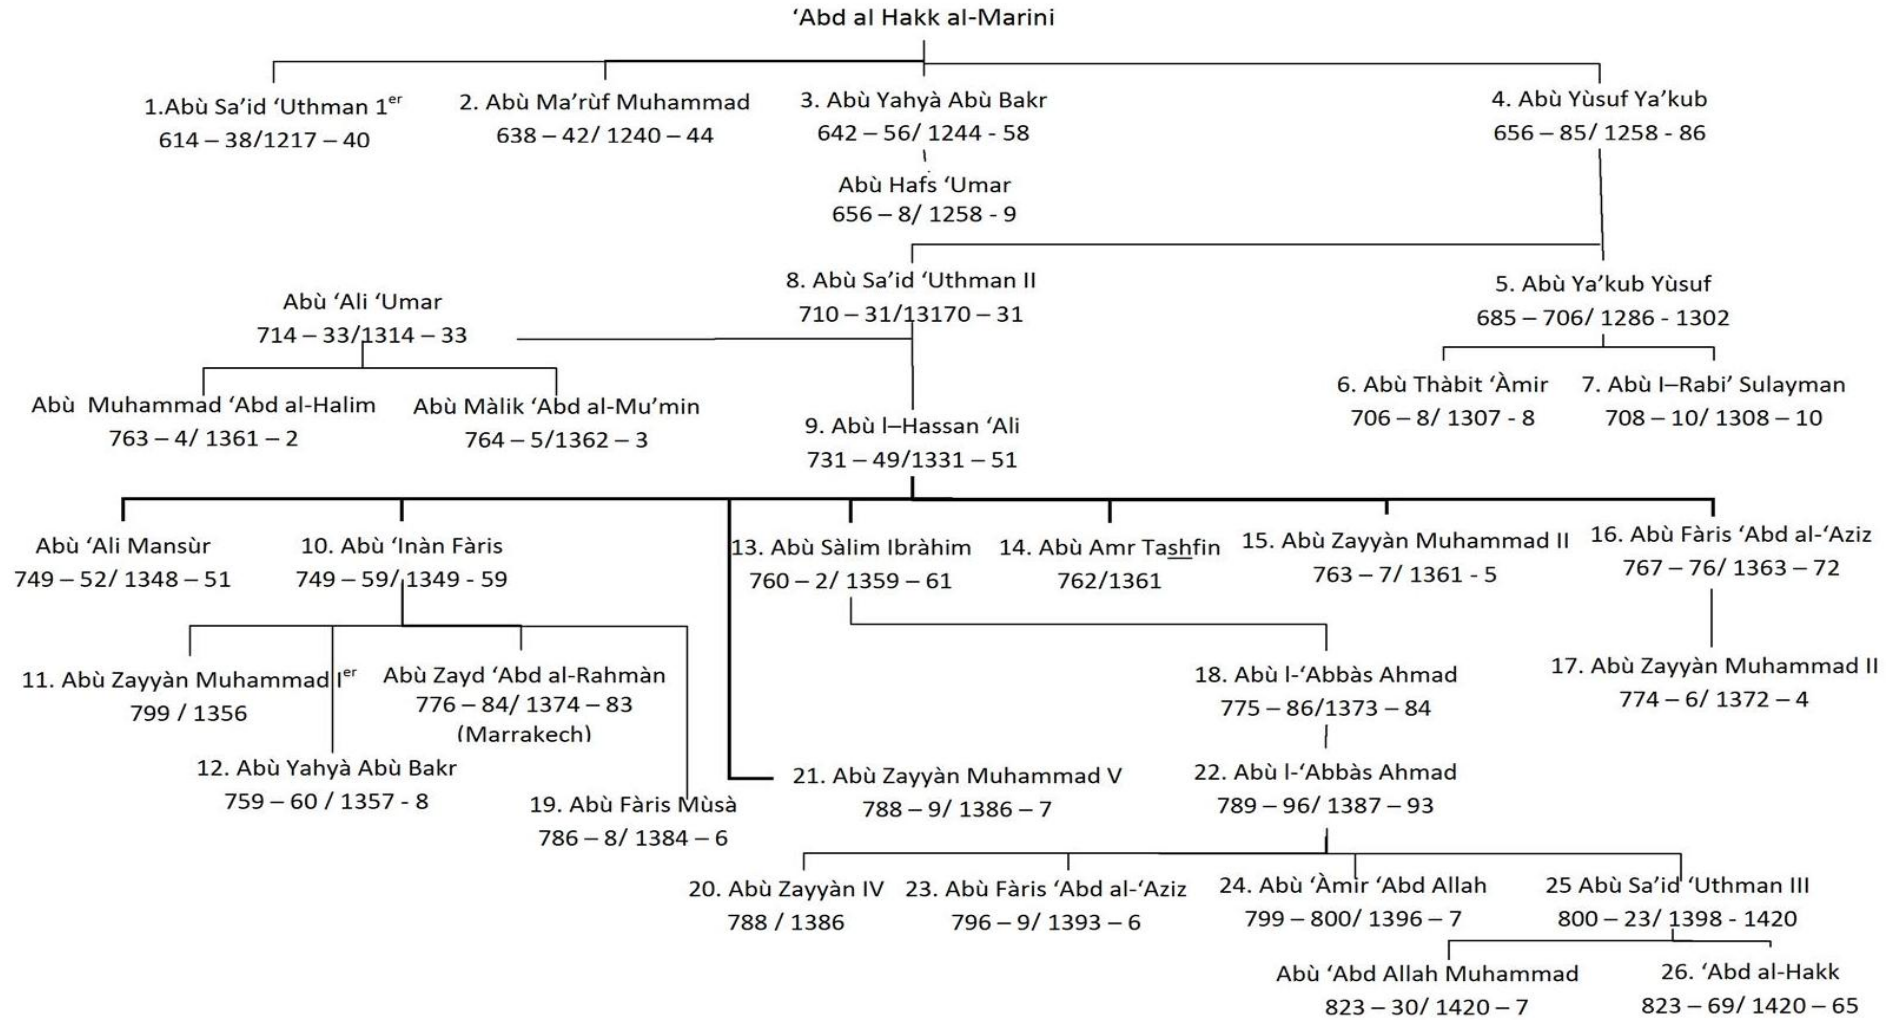 ‘Abd al Hakk al-Marini
1.Abù Sa’id ‘Uthman 1er
614 – 38/1217 – 40
2. Abù Ma’rùf Muhammad
638 – 42/ 1240 – 44
3. Abù Yahyà Abù Bakr
642 – 56/ 1244 - 58
4. Abù Yùsuf Ya’kub
656 – 85/ 1258 - 86
Abù Hafs ‘Umar
656 – 8/ 1258 - 9
8. Abù Sa’id ‘Uthman II
710 – 31/13170 – 31
5. Abù Ya’kub Yùsuf
685 – 706/ 1286 - 1302
Abù ‘Ali ‘Umar
714 – 33/1314 – 33
6. Abù Thàbit ‘Àmir
706 – 8/ 1307 - 8
7. Abù I–Rabi’ Sulayman
708 – 10/ 1308 – 10
Abù Muhammad ‘Abd al-Halim
763 – 4/ 1361 – 2
Abù Màlik ‘Abd al-Mu’min
764 – 5/1362 – 3
9. Abù l–Hassan ‘Ali
731 – 49/1331 – 51
Abù ‘Ali Mansùr
749 – 52/ 1348 – 51
10. Abù ‘Inàn Fàris
749 – 59/ 1349 - 59
13. Abù Sàlim Ibràhim
760 – 2/ 1359 – 61
14. Abù Amr Tashfin
762/1361
15. Abù Zayyàn Muhammad II
763 – 7/ 1361 - 5
16. Abù Fàris ‘Abd al-‘Aziz
767 – 76/ 1363 – 72
11. Abù Zayyàn Muhammad Ier
799 / 1356
Abù Zayd ‘Abd al-Rahmàn
776 – 84/ 1374 – 83
(Marrakech)
18. Abù l-‘Abbàs Ahmad
775 – 86/1373 – 84
17. Abù Zayyàn Muhammad II
774 – 6/ 1372 – 4
12. Abù Yahyà Abù Bakr
759 – 60 / 1357 - 8
19. Abù Fàris Mùsà
786 – 8/ 1384 – 6
21. Abù Zayyàn Muhammad V
788 – 9/ 1386 – 7
22. Abù l-‘Abbàs Ahmad
789 – 96/ 1387 – 93
20. Abù Zayyàn IV
788 / 1386
23. Abù Fàris ‘Abd al-‘Aziz
796 – 9/ 1393 – 6
24. Abù ‘Àmir ‘Abd Allah
799 – 800/ 1396 – 7
25 Abù Sa’id ‘Uthman III
800 – 23/ 1398 - 1420
Abù ‘Abd Allah Muhammad
823 – 30/ 1420 – 7
26. ‘Abd al-Hakk
823 – 69/ 1420 – 65